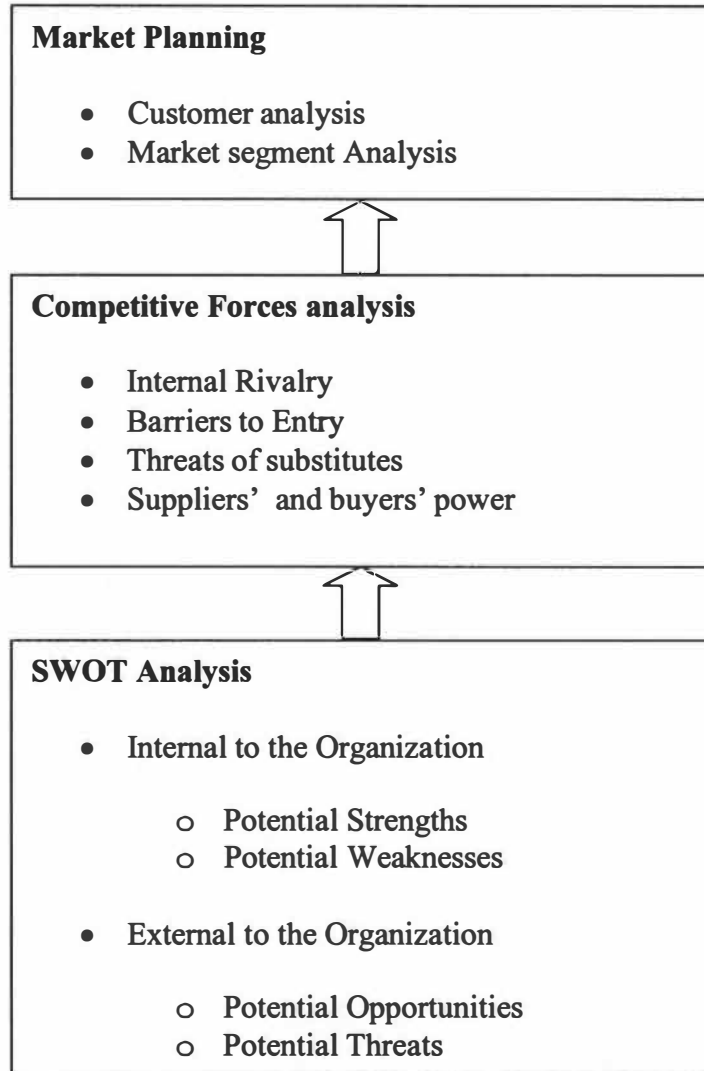 Market Planning
• Customer analysis
• Market segment Analysis
Competitive Forces analysis
• Internal Rivalry
• Barriers to Entry
• Threats of substitutes
• Suppliers’ and buyers’ power
SWOT Analysis
• Internal to the Organization
o Potential Strengths
o Potential Weaknesses
• External to the Organization
o Potential Opportunities
o Potential Threats